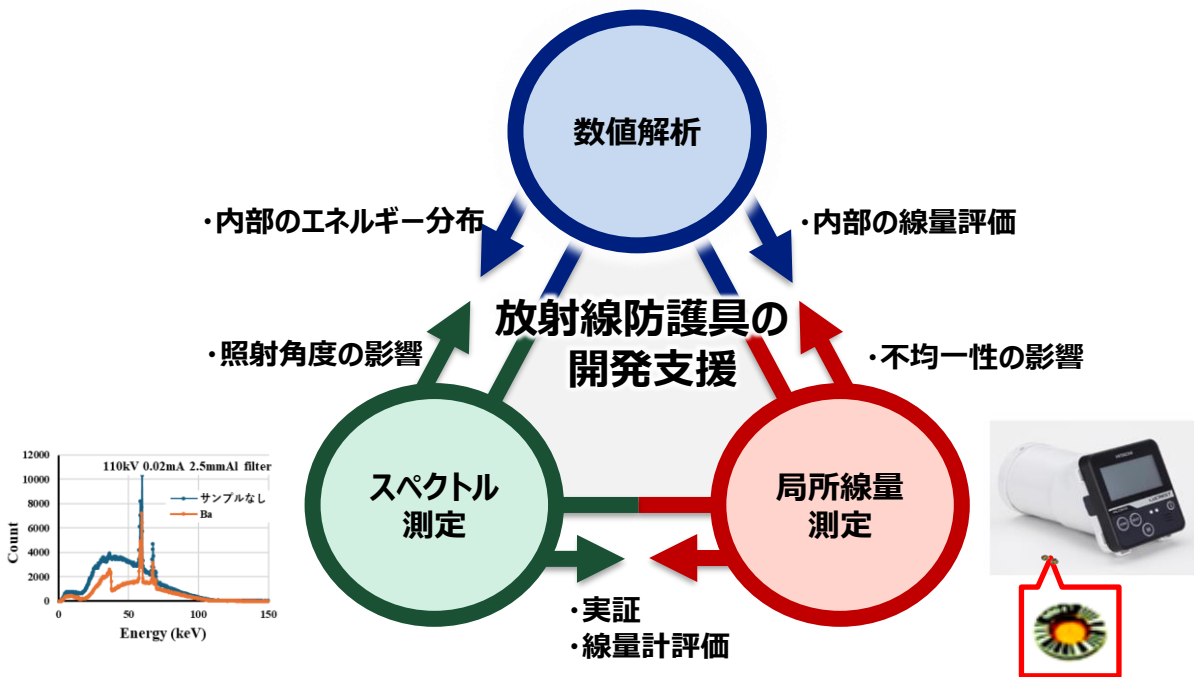 数値解析
・内部のエネルギー分布
・内部の線量評価
放射線防護具の
開発支援
・照射角度の影響
・不均一性の影響
スペクトル
測定
局所線量
測定
・実証
・線量計評価
110kV 0.02mA 2.5mmAl filter
サンプルなし
Ba
Count
12000
10000
8000
6000
4000
2000
0
0 50 100 150
Energy (keV)
HITACHI